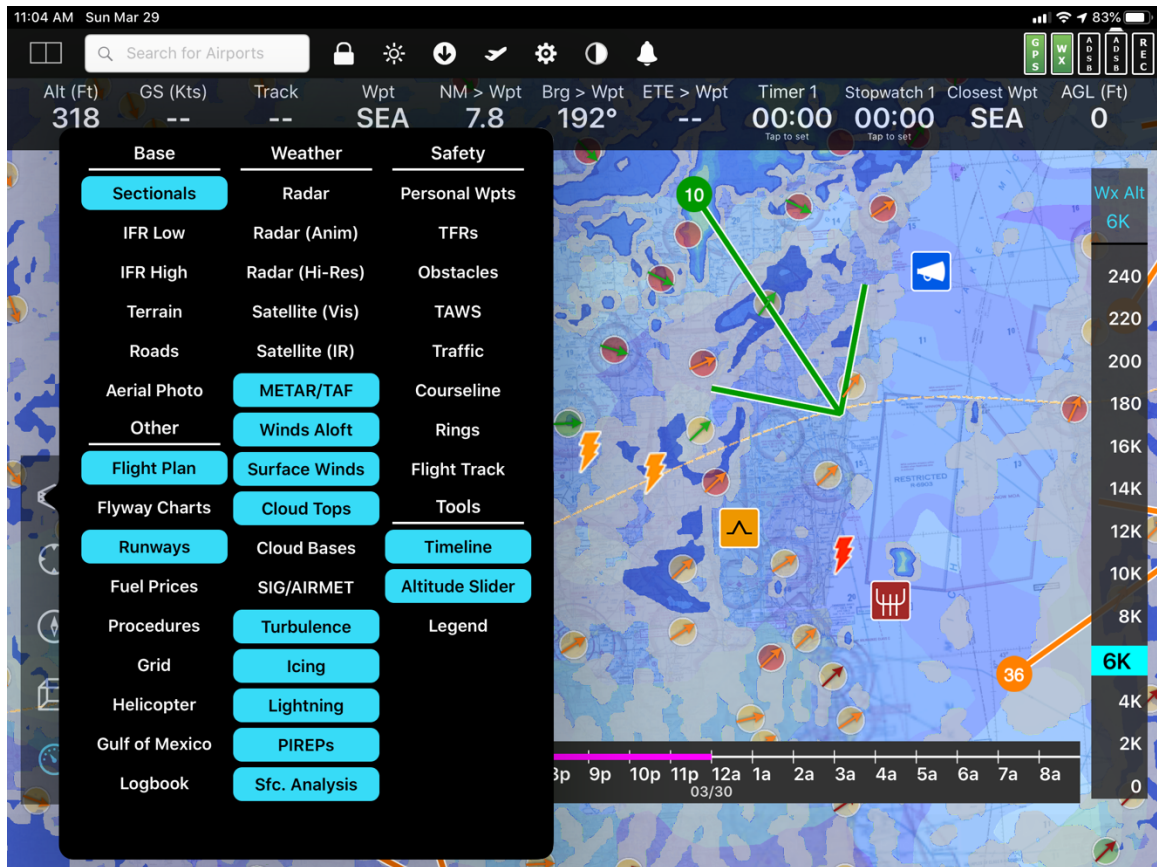 11:04 AM Sun Mar 29
83%
Search for Airports
GPS
WX
ADSB
ADSB
REC
Alt (Ft) GS (Kts) Track Wpt NM > Wpt Brg > Wpt ETE > Wpt Timer 1 Stopwatch 1 Closest Wpt AGL (Ft)
318 -- -- SEA 7.8 192° -- 00:00 00:00 SEA 0
Tap to set Tap to set
Base
Sectionals
IFR Low
IFR High
Terrain
Roads
Aerial Photo
Other
Flight Plan
Flyway Charts
Runways
Fuel Prices
Procedures
Grid
Helicopter
Gulf of Mexico
Logbook
Weather
Radar
Radar (Anim)
Radar (Hi-Res)
Satellite (Vis)
Satellite (IR)
METAR/TAF
Winds Aloft
Surface Winds
Cloud Tops
Cloud Bases
SIG/AIRMET
Turbulence
Icing
Lightning
PIREPs
Sfc. Analysis
Safety
Personal Wpts
TFRs
Obstacles
TAWS
Traffic
Courseline
Rings
Flight Track
Tools
Timeline
Altitude Slider
Legend
10
RESTRICTED
36
Wx Alt
6K
240
220
200
180
16K
14K
12K
10K
8K
6K
4K
2K
0
9p 10p 11p 12a 1a 2a 3a 4a 5a 6a 7a 8a
03/30